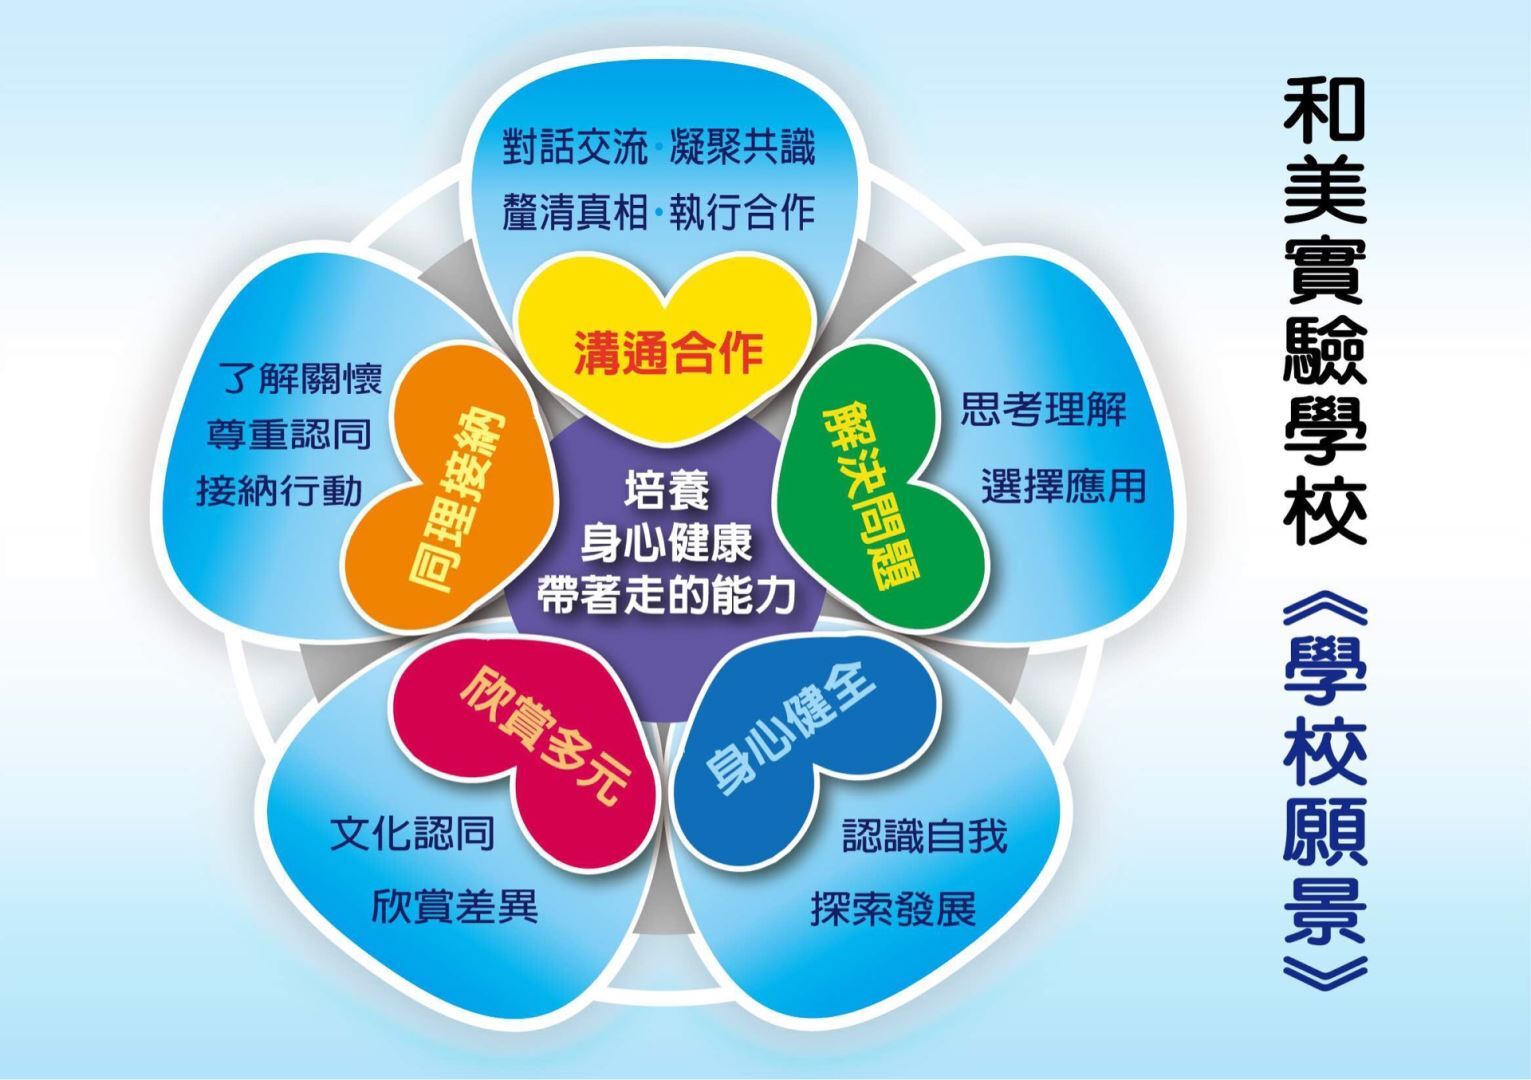 和美實驗學校《學校願景》
對話交流·凝聚共識
釐清真相·執行合作
溝通合作
了解關懷
尊重認同
接納行動
同理接納
解決問題
思考理解
選擇應用
培養
身心健康
帶著走的能力
欣賞多元
文化認同
欣賞差異
身心健全
認識自我
探索發展